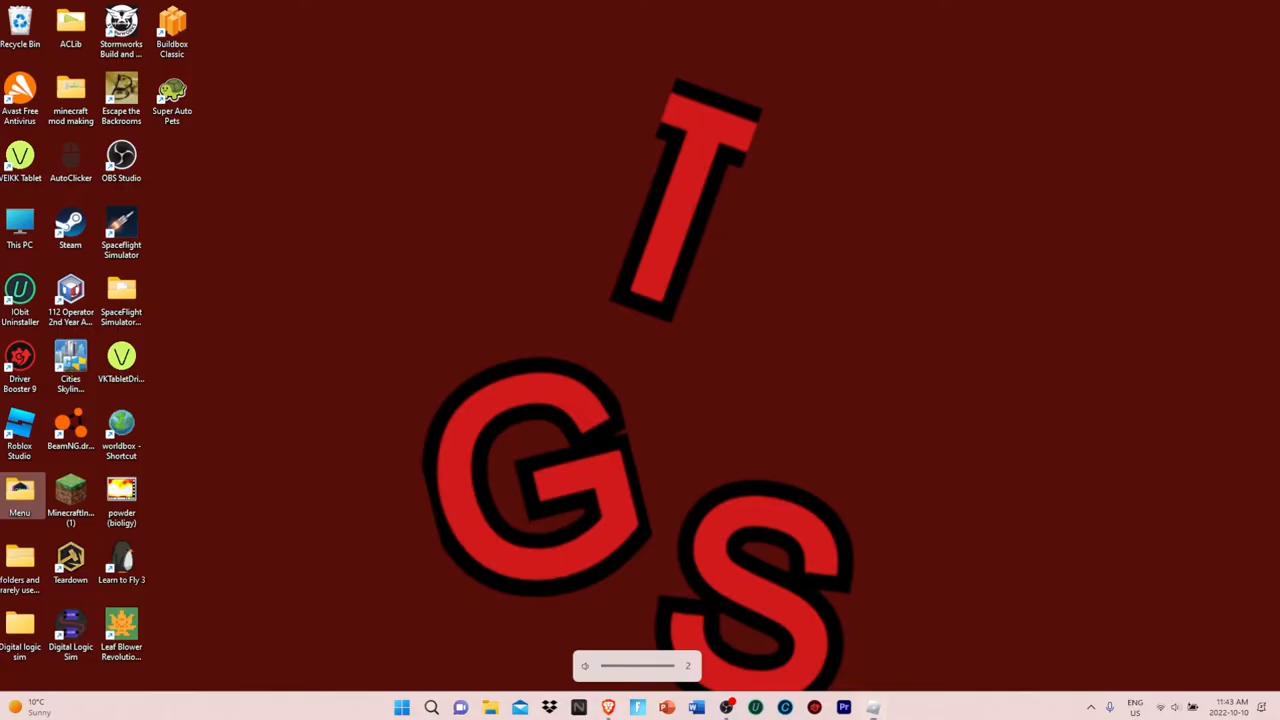 Recycle Bin
ACLib
Stormworks
Build and ...
Buildbox
Classic
Avast Free
Antivirus
minecraft
mod making
Escape the
Backrooms
Super Auto
Pets
VEIKK Tablet
AutoClicker
OBS Studio
This PC
Steam
Spaceflight
Simulator
IObit
Uninstaller
112 Operator
2nd Year A...
SpaceFlight
Simulator...
Driver
Booster 9
Cities
Skylin...
VKTabletDri...
Roblox
Studio
BeamNG.dr...
worldbox -
Shortcut
Menu
MinecraftIn...
(1)
powder
(biology)
folders and
rarely use...
Teardown
Learn to Fly 3
Digital logic
sim
Digital Logic
Sim
Leaf Blower
Revolutio...
T
G
S
2
10°C
Sunny
ENG
US
11:43 AM
2022-10-10